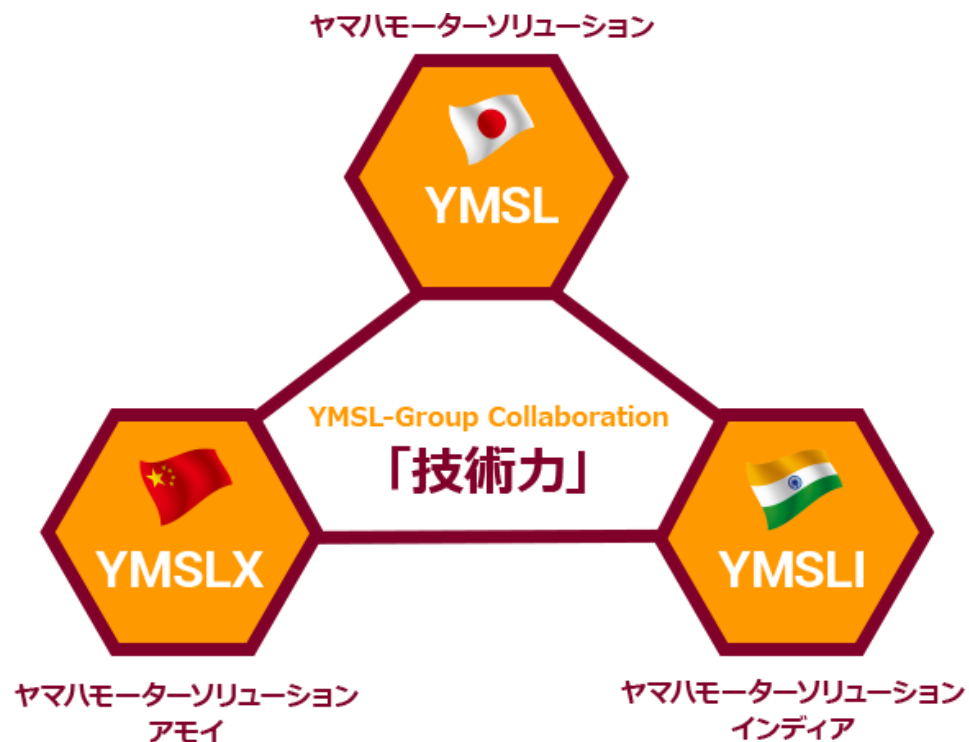 ヤマハモーターソリューション
YMSL
YMSL-Group Collaboration
「技術力」
YMSLX
YMSLI
ヤマハモーターソリューション
アモイ
ヤマハモーターソリューション
インディア